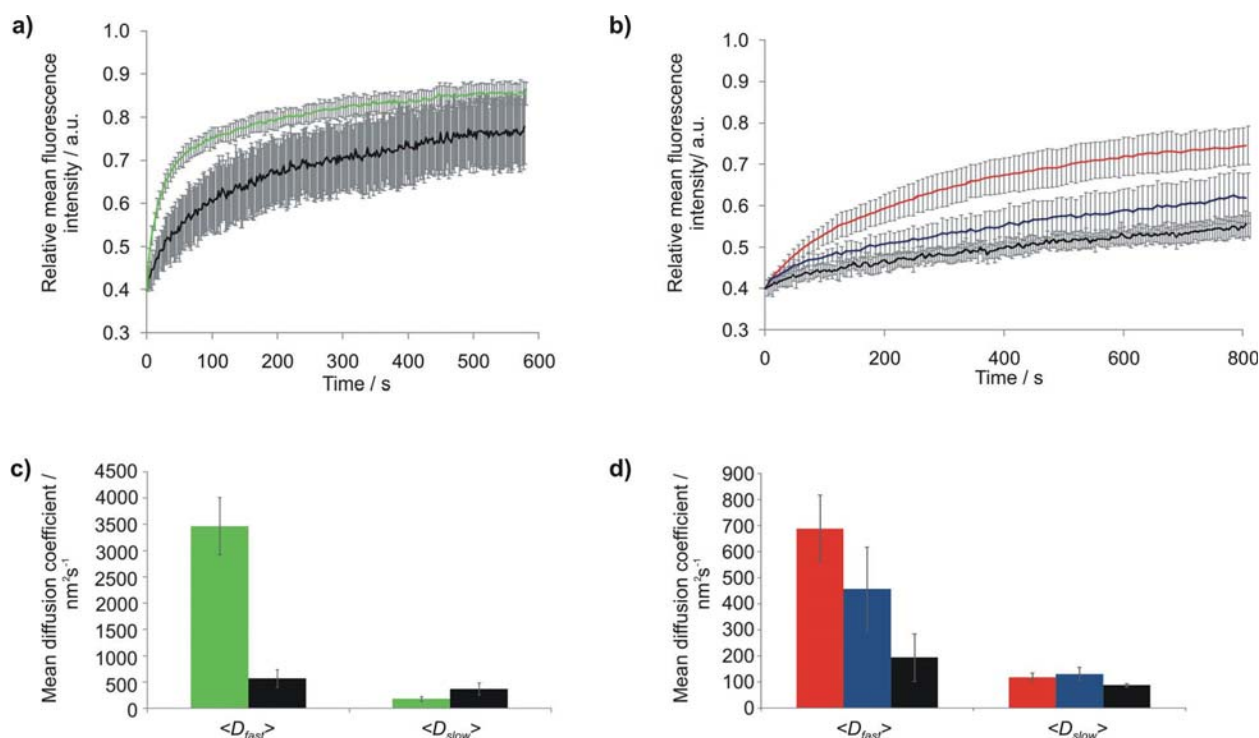 a)
1.0
0.9
0.8
0.7
0.6
0.5
0.4
0.3
Relative mean fluorescence
intensity / a.u.
0
100
200
300
400
500
600
Time / s
b)
1.0
0.9
0.8
0.7
0.6
0.5
0.4
0.3
Relative mean fluorescence
intensity/ a.u.
0
200
400
600
800
Time / s
c)
4500
4000
3500
3000
2500
2000
1500
1000
500
0
Mean diffusion coefficient /
nm²s⁻¹
<D_fast>
<D_slow>
d)
900
800
700
600
500
400
300
200
100
0
Mean diffusion coefficient /
nm²s⁻¹
<D_fast>
<D_slow>